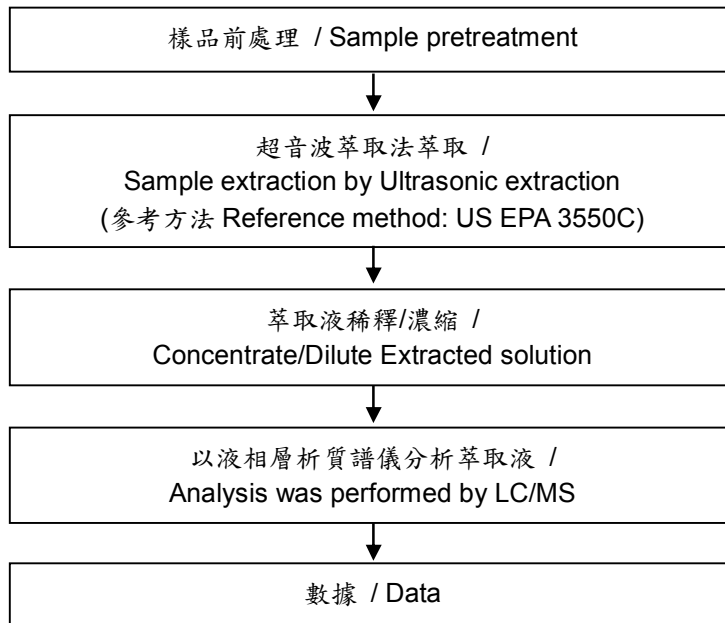 樣品前處理 / Sample pretreatment
超音波萃取法萃取 /
Sample extraction by Ultrasonic extraction
(參考方法 Reference method: US EPA 3550C)
萃取液稀釋/濃縮 /
Concentrate/Dilute Extracted solution
以液相層析質譜儀分析萃取液 /
Analysis was performed by LC/MS
數據 / Data